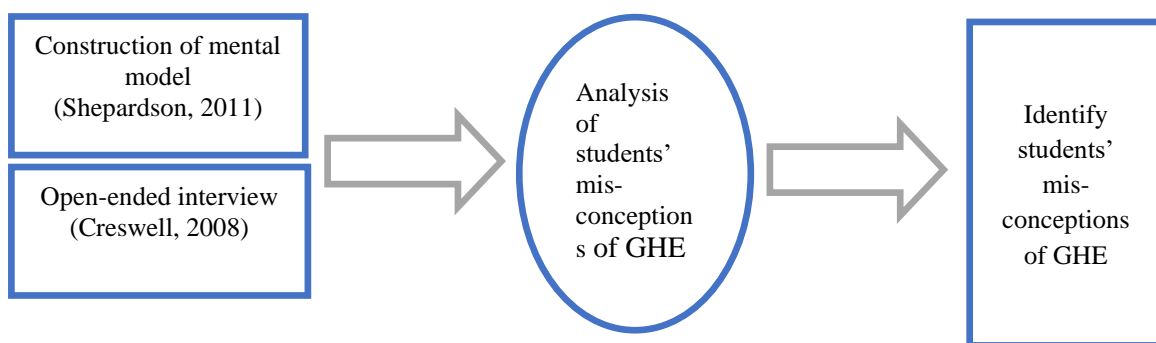 Construction of mental
model
(Shepardson, 2011)
Open-ended interview
(Creswell, 2008)
Analysis
of
students’
mis-
conception
s of GHE
Identify
students’
mis-
conceptions
of GHE